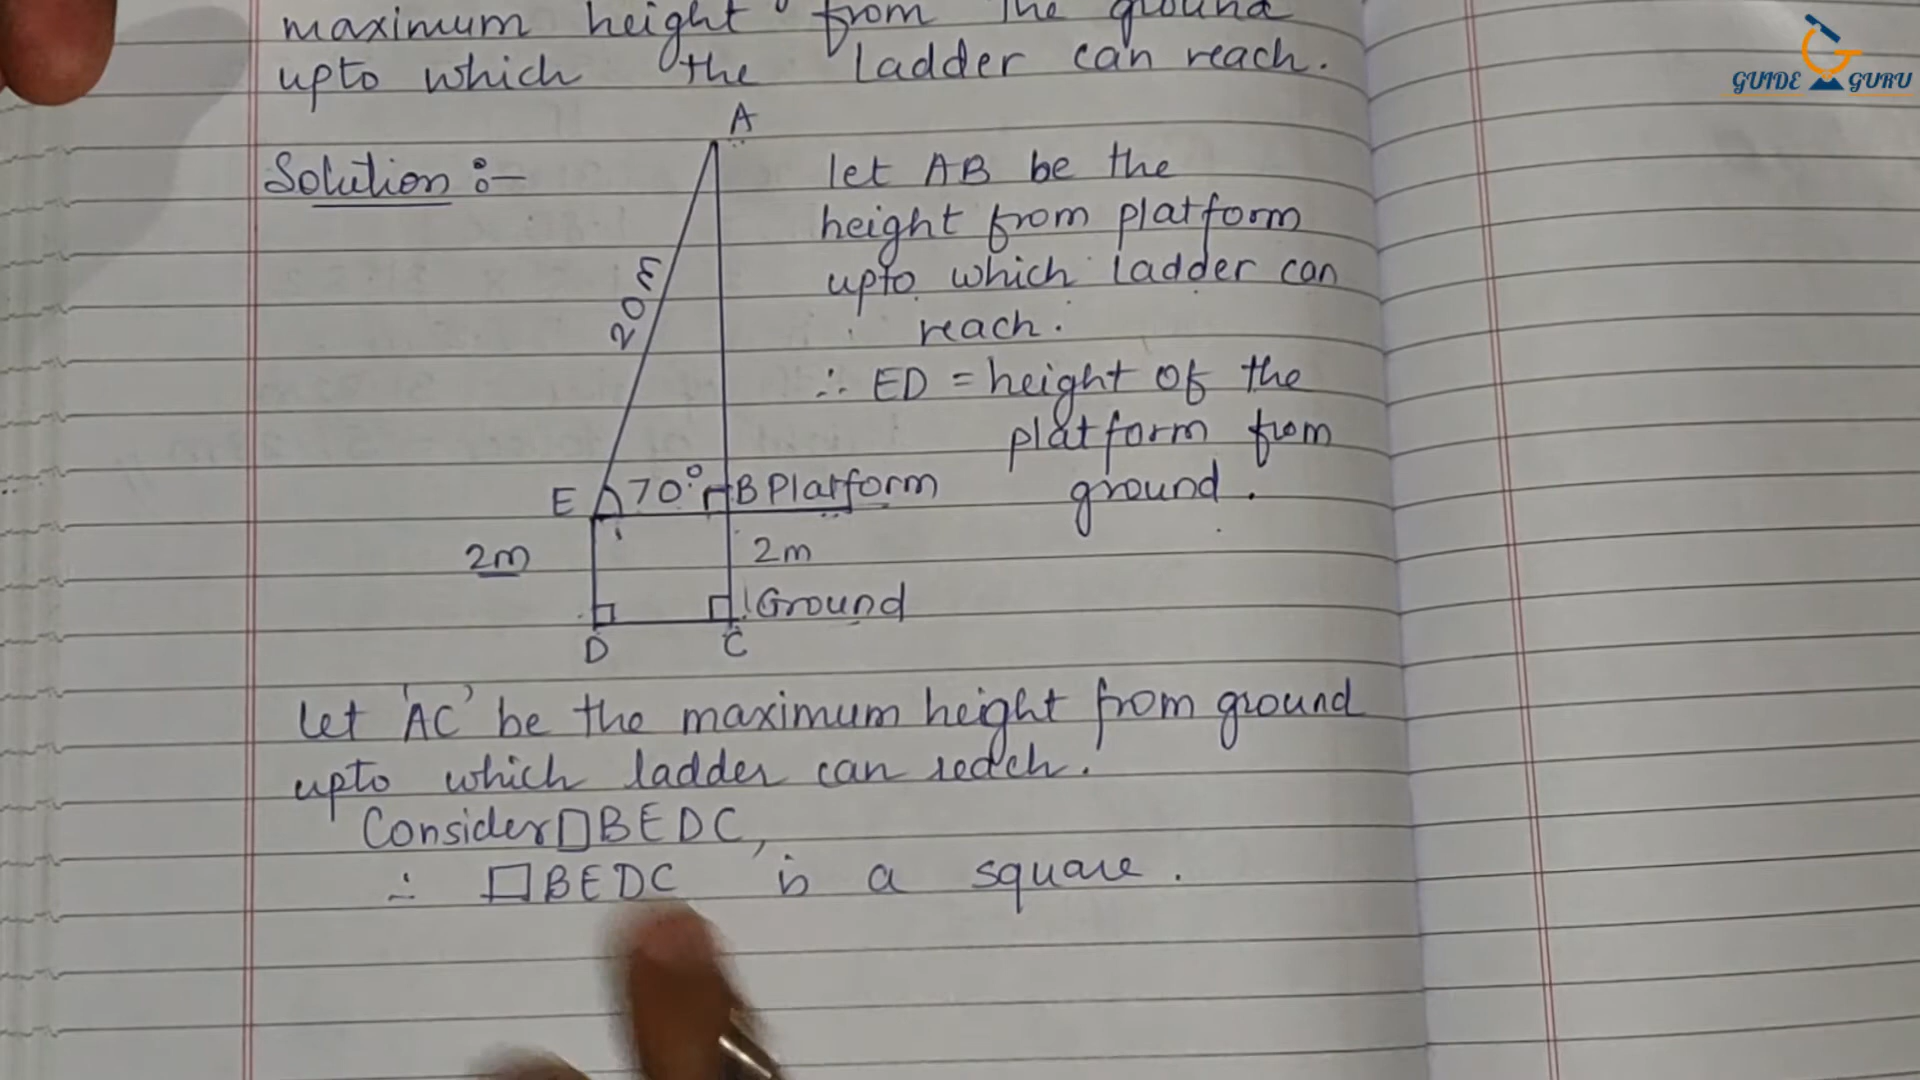 maximum height from the ground
upto which the ladder can reach.
Solution :-
A
let AB be the
height from platform
upto which ladder can
reach.
∴ ED = height of the
platform from
ground.
20m
E 70° B Platform
2m 2m
Ground
D C
Let 'AC' be the maximum height from ground
upto which ladder can reach.
Consider □BEDC,
∴ □BEDC is a square.
GUIDE GURU